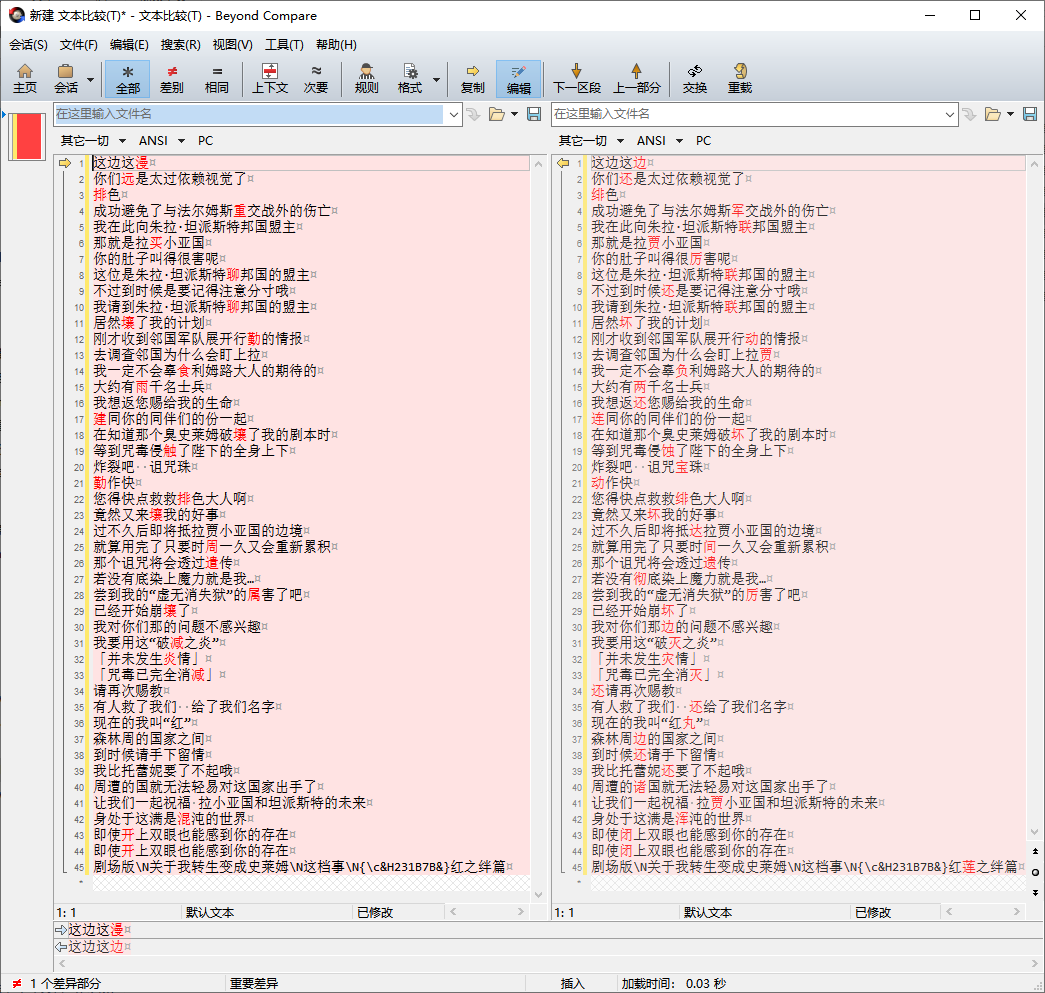 新建 文本比较(T)* - 文本比较(T) - Beyond Compare
会话(S) 文件(F) 编辑(E) 搜索(R) 视图(V) 工具(T) 帮助(H)
主页 会话 全部 差别 相同 上下文 次要 规则 格式 复制 编辑 下一区段 上一部分 交换 重载
在这里输入文件名
其它一切 ANSI PC
1 这边这漫
2 你们远是太过依赖视觉了
3 排色
4 成功避免了与法尔姆斯重交战外的伤亡
5 我在此向朱拉·坦派斯特邦国盟主
6 那就是拉买小亚国
7 你的肚子叫得很害呢
8 这位是朱拉·坦派斯特聊邦国的盟主
9 不过到时候是要记得注意分寸哦
10 我请到朱拉·坦派斯特聊邦国的盟主
11 居然壤了我的计划
12 刚才收到邻国军队展开行勤的情报
13 去调查邻国为什么会盯上拉
14 我一定不会辜食利姆路大人的期待的
15 大约有雨千名士兵
16 我想返您赐给我的生命
17 建同你的同伴们的份一起
18 在知道那个臭史莱姆破壤了我的剧本时
19 等到咒毒侵触了陛下的全身上下
20 炸裂吧··诅咒珠
21 勤作快
22 您得快点救救排色大人啊
23 竟然又来壤我的好事
24 过不久后即将抵拉贾小亚国的边境
25 就算用完了只要时周一久又会重新累积
26 那个诅咒将会透过遣传
27 若没有底染上魔力就是我…
28 尝到我的“虚无消失狱”的属害了吧
29 已经开始崩壤了
30 我对你们那的问题不感兴趣
31 我要用这“破减之炎”
32 「并未发生炎情」
33 「咒毒已完全消减」
34 请再次赐教
35 有人救了我们··给了我们名字
36 现在的我叫“红”
37 森林周的国家之间
38 到时候请手下留情
39 我比托蕾妮要了不起哦
40 周遭的国就无法轻易对这国家出手了
41 让我们一起祝福·拉小亚国和坦派斯特的未来
42 身处于这满是混沌的世界
43 即使开上双眼也能感到你的存在
44 即使开上双眼也能感到你的存在
45 剧场版\N关于我转生变成史莱姆\N这档事\N{\c&H231B7B&}红之绊篇
1: 1 默认文本 已修改
在这里输入文件名
其它一切 ANSI PC
1 这边这边
2 你们还是太过依赖视觉了
3 绯色
4 成功避免了与法尔姆斯军交战外的伤亡
5 我在此向朱拉·坦派斯特联邦国盟主
6 那就是拉贾小亚国
7 你的肚子叫得很厉害呢
8 这位是朱拉·坦派斯特联邦国的盟主
9 不过到时候还是要记得注意分寸哦
10 我请到朱拉·坦派斯特联邦国的盟主
11 居然坏了我的计划
12 刚才收到邻国军队展开行动的情报
13 去调查邻国为什么会盯上拉贾
14 我一定不会辜负利姆路大人的期待的
15 大约有两千名士兵
16 我想返还您赐给我的生命
17 连同你的同伴们的份一起
18 在知道那个臭史莱姆破坏了我的剧本时
19 等到咒毒侵蚀了陛下的全身上下
20 炸裂吧··诅咒宝珠
21 动作快
22 您得快点救救绯色大人啊
23 竟然又来坏我的好事
24 过不久后即将抵达拉贾小亚国的边境
25 就算用完了只要时间一久又会重新累积
26 那个诅咒将会透过遗传
27 若没有彻底染上魔力就是我…
28 尝到我的“虚无消失狱”的厉害了吧
29 已经开始崩坏了
30 我对你们那边的问题不感兴趣
31 我要用这“破灭之炎”
32 「并未发生灾情」
33 「咒毒已完全消灭」
34 还请再次赐教
35 有人救了我们··还给了我们名字
36 现在的我叫“红丸”
37 森林周边的国家之间
38 到时候还请手下留情
39 我比托蕾妮还要了不起哦
40 周遭的诸国就无法轻易对这国家出手了
41 让我们一起祝福·拉贾小亚国和坦派斯特的未来
42 身处于这满是浑沌的世界
43 即使闭上双眼也能感到你的存在
44 即使闭上双眼也能感到你的存在
45 剧场版\N关于我转生变成史莱姆\N这档事\N{\c&H231B7B&}红莲之绊篇
1: 1 默认文本 已修改
这边这漫
这边这边
1 个差异部分 重要差异 插入 加载时间: 0.03 秒